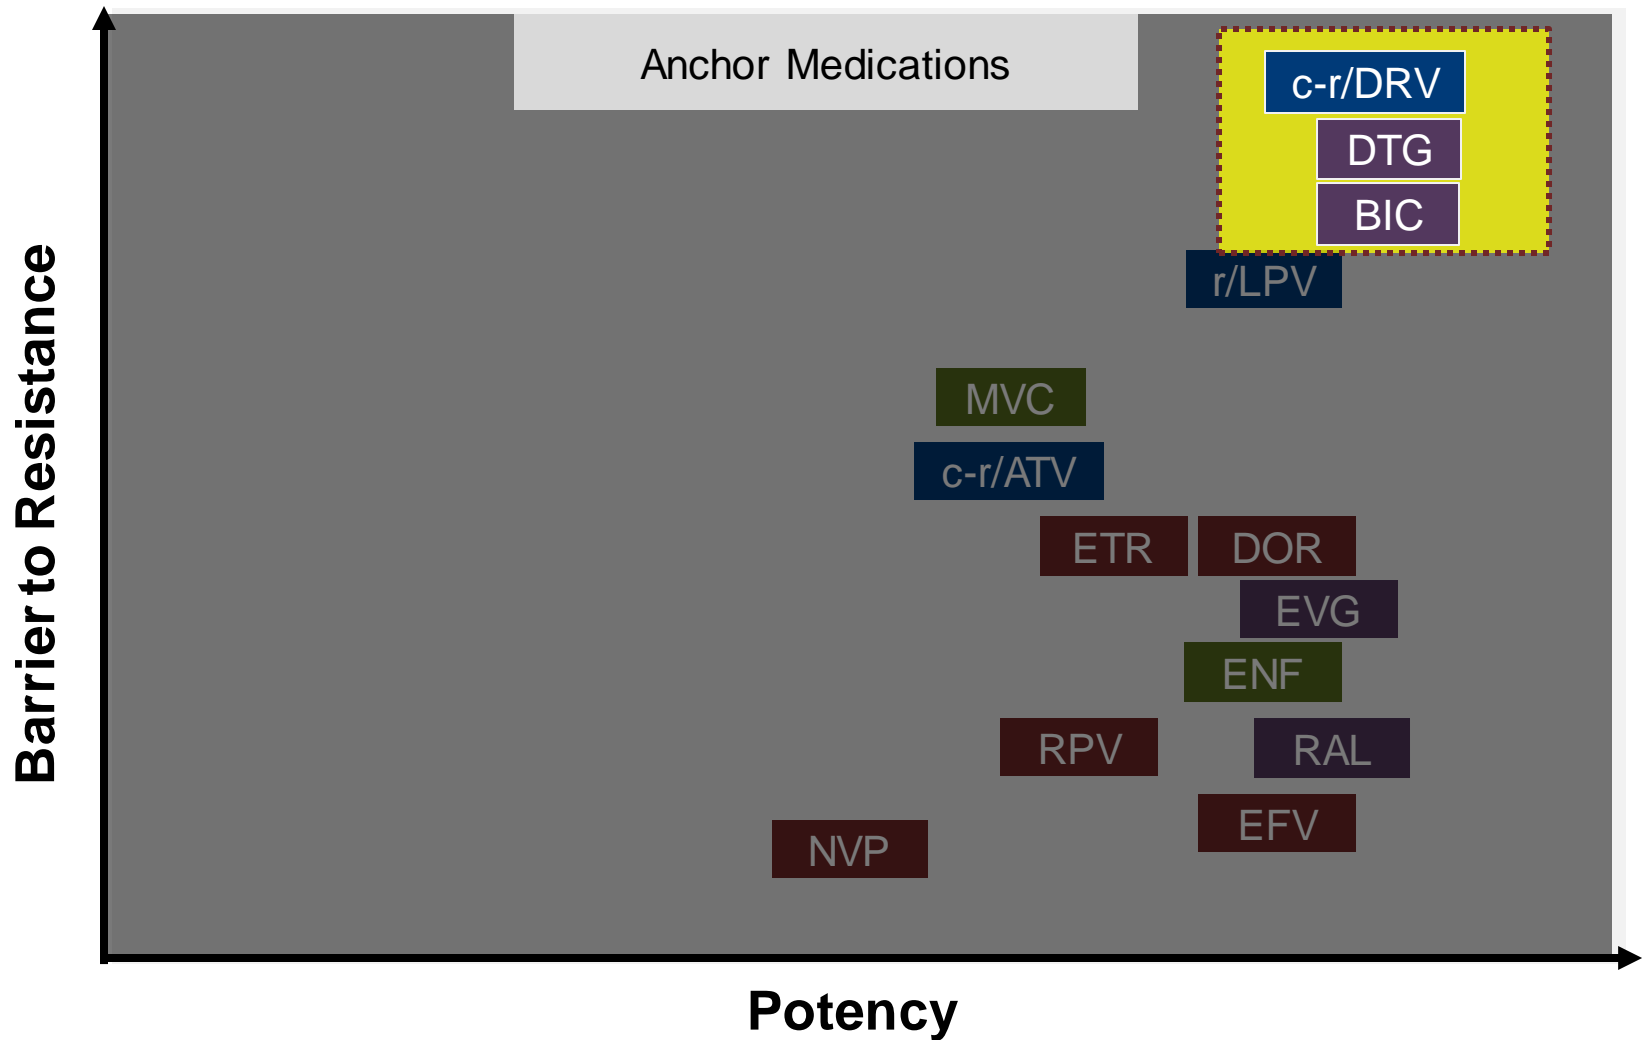 Anchor Medications
c-r/DRV
DTG
BIC
r/LPV
MVC
c-r/ATV
ETR
DOR
EVG
ENF
RPV
RAL
EFV
NVP
Barrier to Resistance
Potency